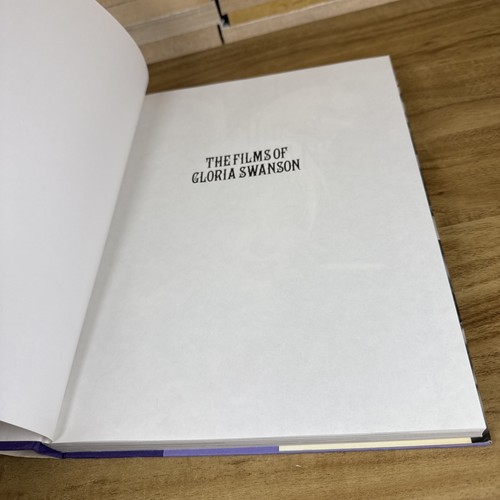 THE FILMS OF
GLORIA SWANSON